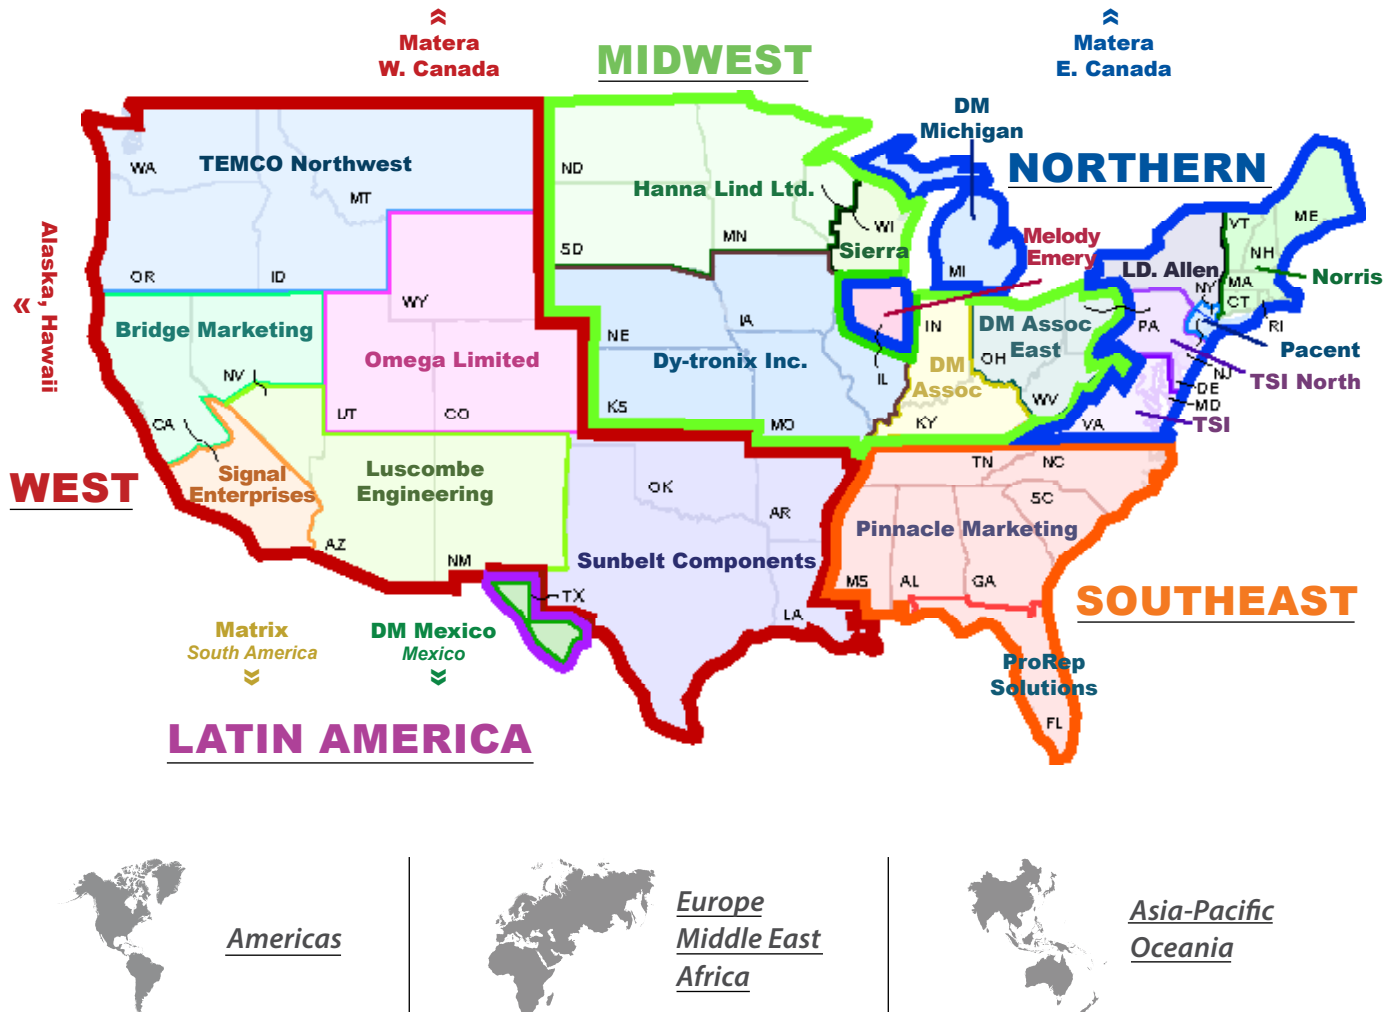 Matera
W. Canada
MIDWEST
Matera
E. Canada
DM
Michigan
NORTHERN
WA
TEMCO Northwest
MT
OR
ID
ND
Hanna Lind Ltd.
SD
MN
WI
Sierra
MI
Melody
Emery
LD. Allen
VT
ME
NH
NY
MA
CT
RI
Norris
Alaska, Hawaii
Bridge Marketing
NV
CA
WY
Omega Limited
UT
CO
NE
IA
Dy-tronix Inc.
KS
MO
IL
IN
DM
Assoc
KY
DM Assoc
East
OH
WV
PA
Pacent
NJ
TSI North
DE
MD
TSI
VA
WEST
Signal
Enterprises
Luscombe
Engineering
AZ
NM
OK
AR
Sunbelt Components
TX
LA
TN
NC
SC
Pinnacle Marketing
MS
AL
GA
SOUTHEAST
ProRep
Solutions
FL
Matrix
South America
DM Mexico
Mexico
LATIN AMERICA
Americas
Europe
Middle East
Africa
Asia-Pacific
Oceania